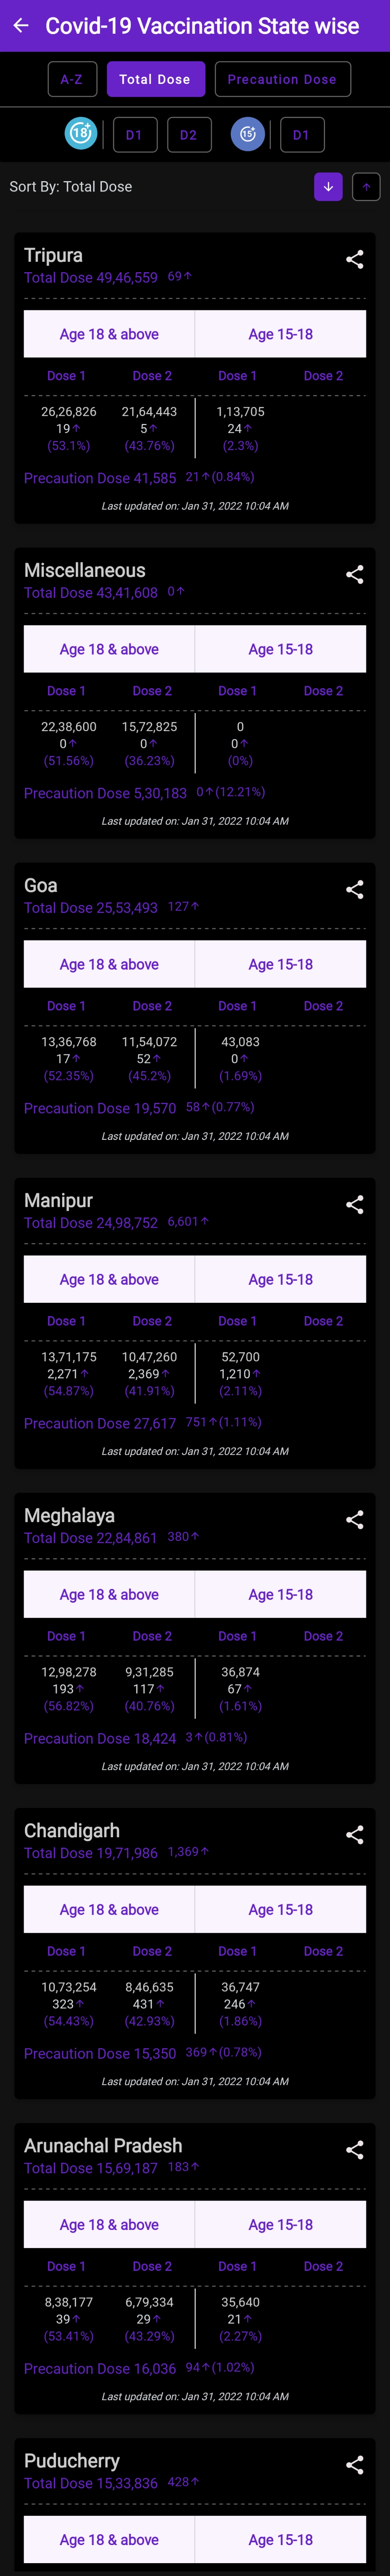 Covid-19 Vaccination State wise
A-Z Total Dose Precaution Dose
18+ D1 D2 15+ D1
Sort By: Total Dose ↓ ↑
Tripura
Total Dose 49,46,559 69↑
Age 18 & above Age 15-18
Dose 1 Dose 2 Dose 1 Dose 2
26,26,826 21,64,443 1,13,705
19↑ 5↑ 24↑
(53.1%) (43.76%) (2.3%)
Precaution Dose 41,585 21↑(0.84%)
Last updated on: Jan 31, 2022 10:04 AM
Miscellaneous
Total Dose 43,41,608 0↑
Age 18 & above Age 15-18
Dose 1 Dose 2 Dose 1 Dose 2
22,38,600 15,72,825 0
0↑ 0↑ 0↑
(51.56%) (36.23%) (0%)
Precaution Dose 5,30,183 0↑(12.21%)
Last updated on: Jan 31, 2022 10:04 AM
Goa
Total Dose 25,53,493 127↑
Age 18 & above Age 15-18
Dose 1 Dose 2 Dose 1 Dose 2
13,36,768 11,54,072 43,083
17↑ 52↑ 0↑
(52.35%) (45.2%) (1.69%)
Precaution Dose 19,570 58↑(0.77%)
Last updated on: Jan 31, 2022 10:04 AM
Manipur
Total Dose 24,98,752 6,601↑
Age 18 & above Age 15-18
Dose 1 Dose 2 Dose 1 Dose 2
13,71,175 10,47,260 52,700
2,271↑ 2,369↑ 1,210↑
(54.87%) (41.91%) (2.11%)
Precaution Dose 27,617 751↑(1.11%)
Last updated on: Jan 31, 2022 10:04 AM
Meghalaya
Total Dose 22,84,861 380↑
Age 18 & above Age 15-18
Dose 1 Dose 2 Dose 1 Dose 2
12,98,278 9,31,285 36,874
193↑ 117↑ 67↑
(56.82%) (40.76%) (1.61%)
Precaution Dose 18,424 3↑(0.81%)
Last updated on: Jan 31, 2022 10:04 AM
Chandigarh
Total Dose 19,71,986 1,369↑
Age 18 & above Age 15-18
Dose 1 Dose 2 Dose 1 Dose 2
10,73,254 8,46,635 36,747
323↑ 431↑ 246↑
(54.43%) (42.93%) (1.86%)
Precaution Dose 15,350 369↑(0.78%)
Last updated on: Jan 31, 2022 10:04 AM
Arunachal Pradesh
Total Dose 15,69,187 183↑
Age 18 & above Age 15-18
Dose 1 Dose 2 Dose 1 Dose 2
8,38,177 6,79,334 35,640
39↑ 29↑ 21↑
(53.41%) (43.29%) (2.27%)
Precaution Dose 16,036 94↑(1.02%)
Last updated on: Jan 31, 2022 10:04 AM
Puducherry
Total Dose 15,33,836 428↑
Age 18 & above Age 15-18